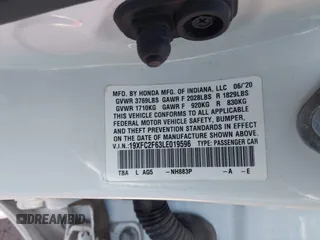 MFD. BY HONDA MFG. OF INDIANA, LLC 06/'20
GVWR 3769LBS GAWR F 2028LBS R 1829LBS
GVWR 1710KG GAWR F 920KG R 830KG
THIS VEHICLE CONFORMS TO ALL APPLICABLE
FEDERAL MOTOR VEHICLE SAFETY, BUMPER,
AND THEFT PREVENTION STANDARDS IN EFFECT
ON THE DATE OF MANUFACTURE SHOWN ABOVE.
V.I.N.:19XFC2F63LE019596 TYPE:PASSENGER CAR
TBA L AG5 -NH883P -A -E
© DREAMBID